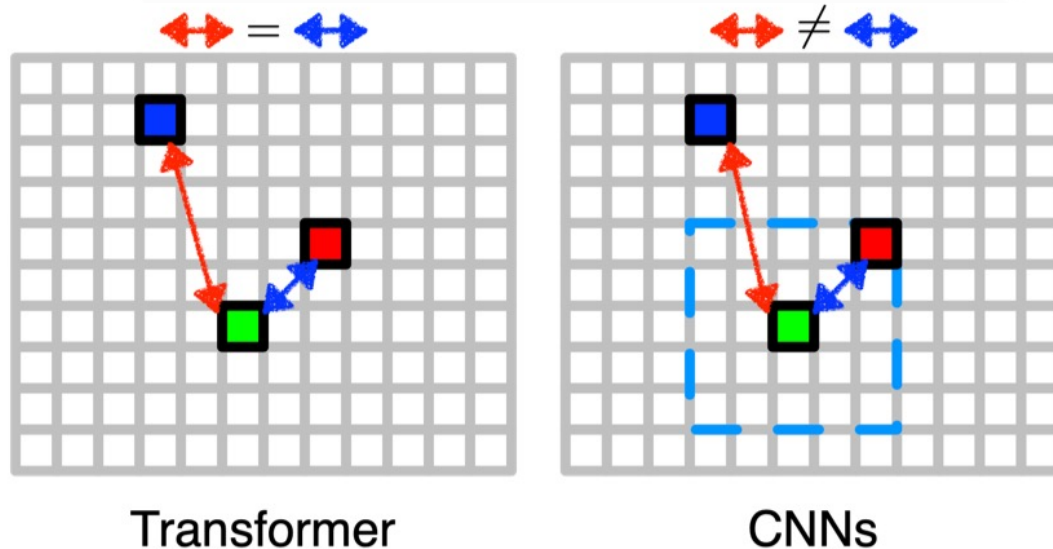 =
≠
Transformer
CNNs